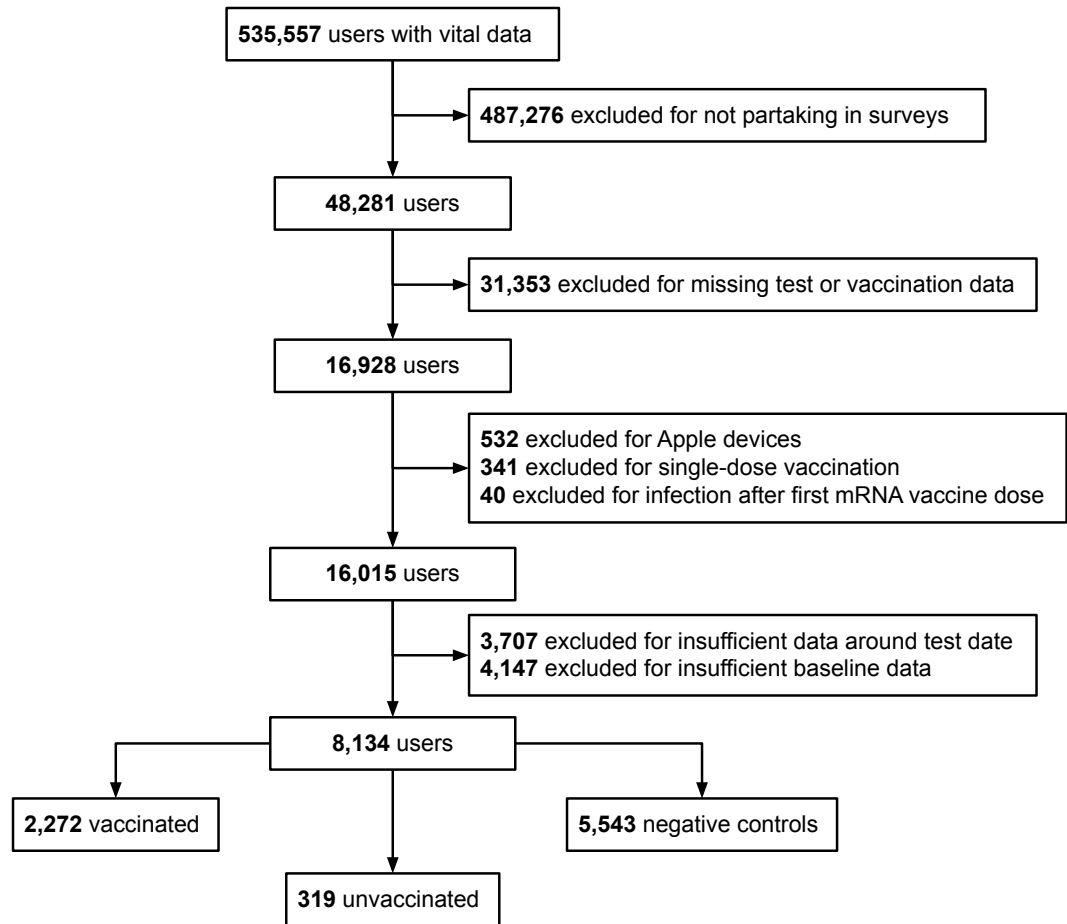 535,557 users with vital data
487,276 excluded for not partaking in surveys
48,281 users
31,353 excluded for missing test or vaccination data
16,928 users
532 excluded for Apple devices
341 excluded for single-dose vaccination
40 excluded for infection after first mRNA vaccine dose
16,015 users
3,707 excluded for insufficient data around test date
4,147 excluded for insufficient baseline data
8,134 users
2,272 vaccinated
5,543 negative controls
319 unvaccinated